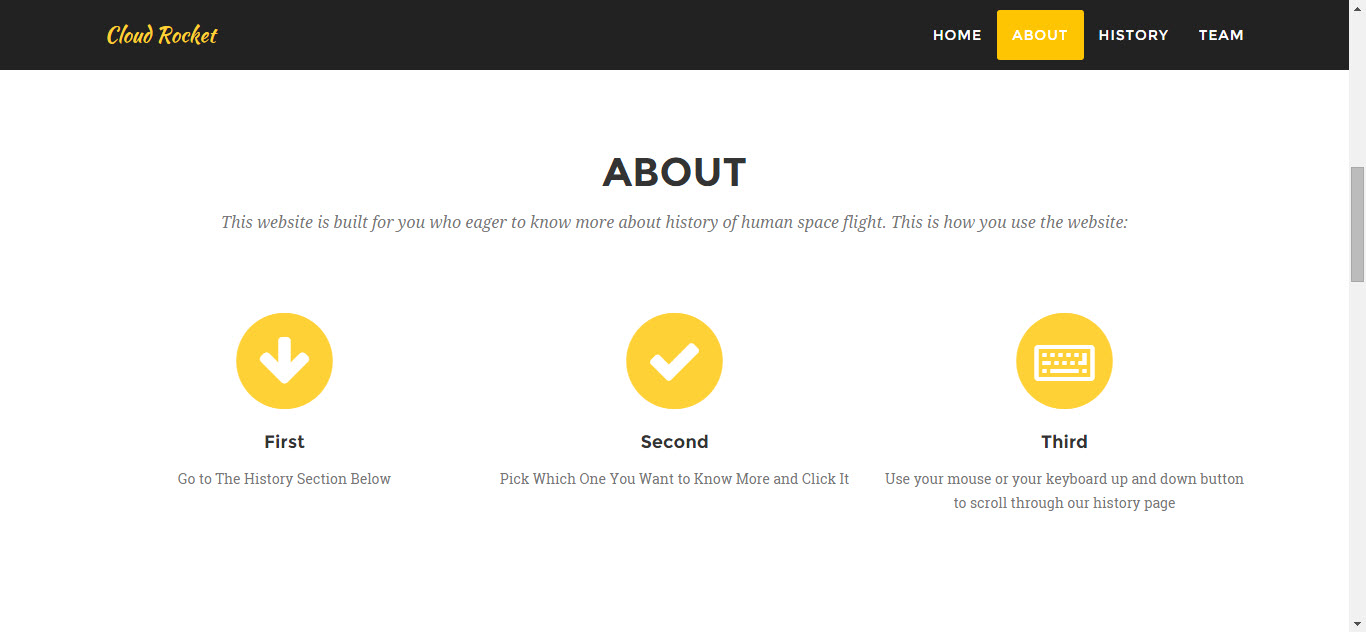 Cloud Rocket
HOME ABOUT HISTORY TEAM
ABOUT
This website is built for you who eager to know more about history of human space flight. This is how you use the website:
First
Go to The History Section Below
Second
Pick Which One You Want to Know More and Click It
Third
Use your mouse or your keyboard up and down button
to scroll through our history page